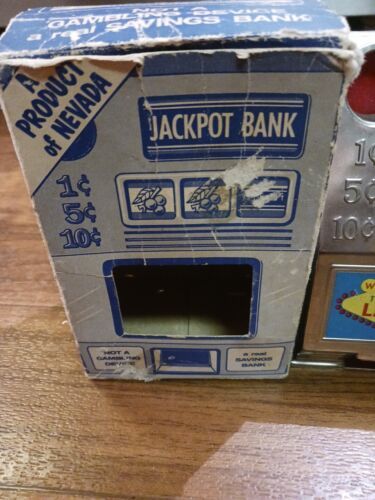 NOT A
GAMBLING DEVICE
a real SAVINGS BANK
A
PRODUCT
of NEVADA
JACKPOT BANK
1¢
5¢
10¢
NOT A
GAMBLING
DEVICE
a real
SAVINGS
BANK
1¢
5¢
10¢